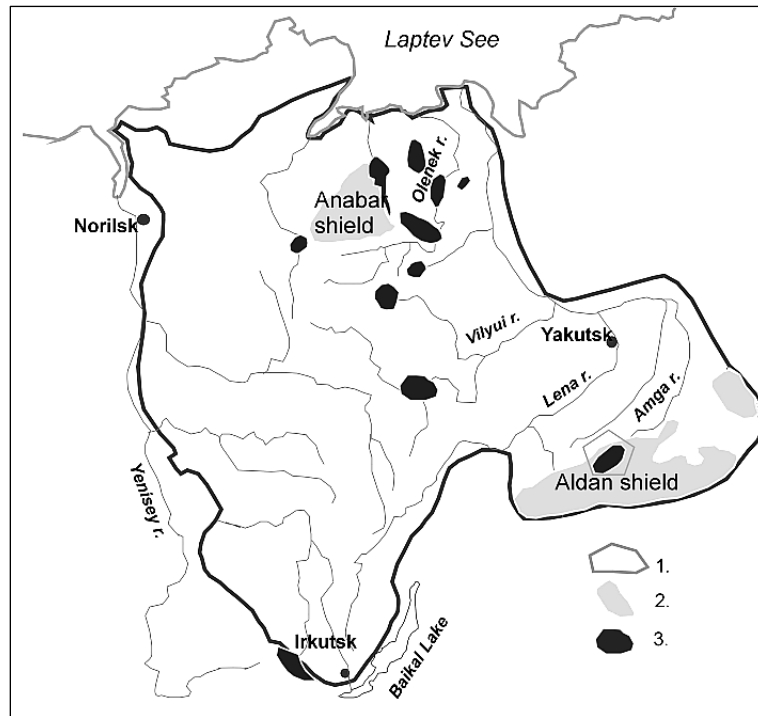 Laptev See
Olenek r.
Anabar
shield
Norilsk
Vilyui r.
Yakutsk
Lena r.
Amga r.
Aldan shield
Yenisey r.
1.
2.
3.
Irkutsk
Baikal Lake